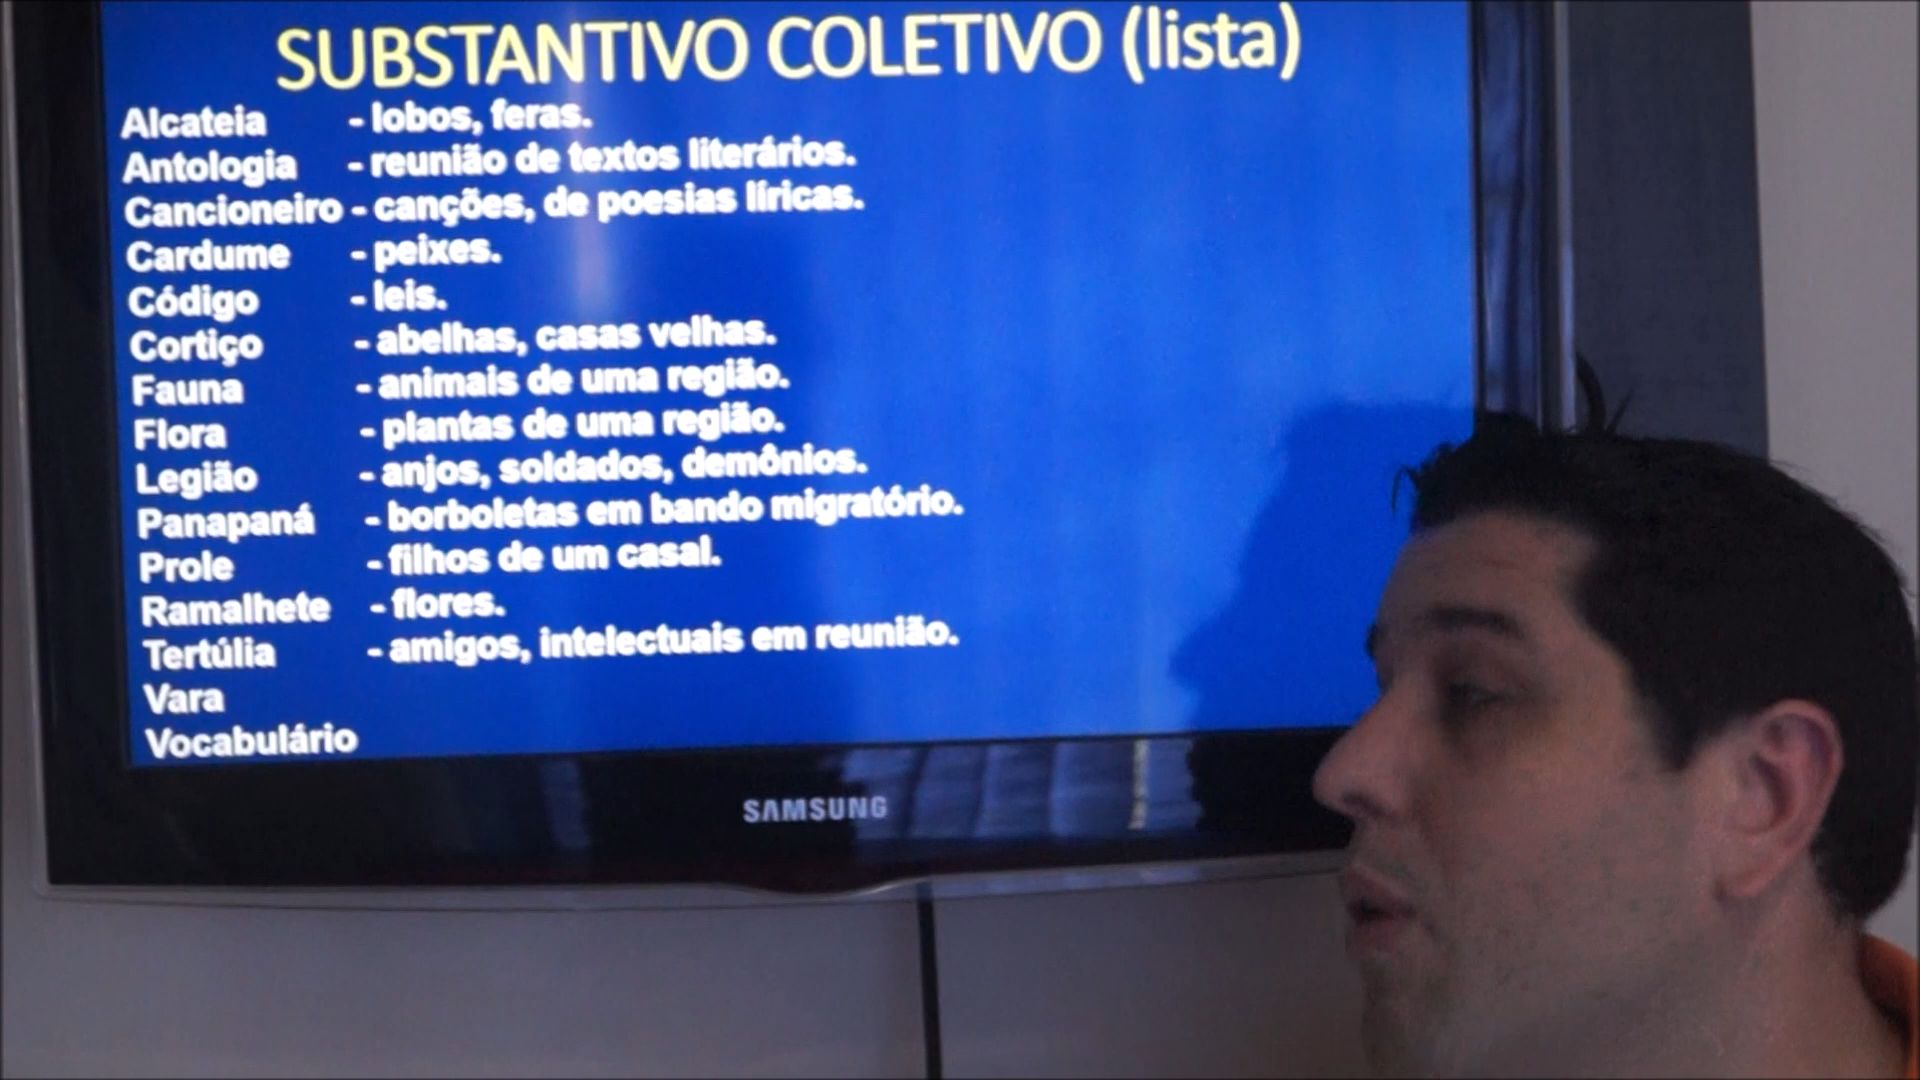 SUBSTANTIVO COLETIVO (lista)
Alcateia - lobos, feras.
Antologia - reunião de textos literários.
Cancioneiro - canções, de poesias líricas.
Cardume - peixes.
Código - leis.
Cortiço - abelhas, casas velhas.
Fauna - animais de uma região.
Flora - plantas de uma região.
Legião - anjos, soldados, demônios.
Panapaná - borboletas em bando migratório.
Prole - filhos de um casal.
Ramalhete - flores.
Tertúlia - amigos, intelectuais em reunião.
Vara
Vocabulário
SAMSUNG